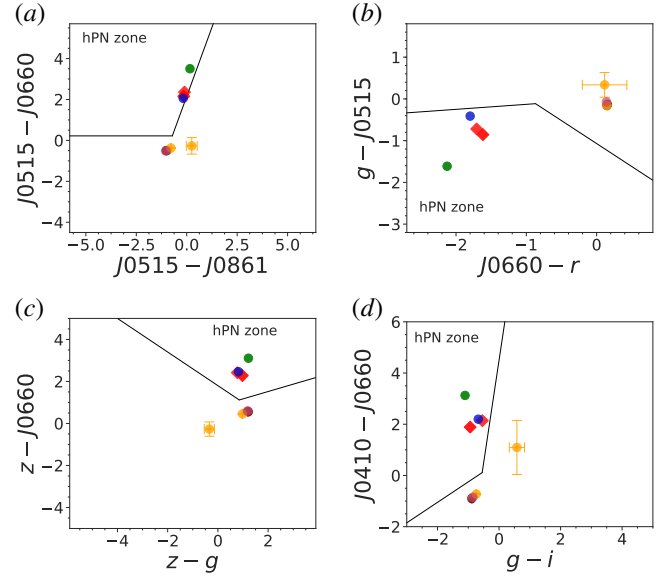 (a)
hPN zone
J0515 − J0660
4
2
0
−2
−4
−5.0 −2.5 0.0 2.5 5.0
J0515 − J0861
(b)
g − J0515
1
0
−1
−2
−3
hPN zone
−2 −1 0
J0660 − r
(c)
hPN zone
z − J0660
4
2
0
−2
−4
−4 −2 0 2
z − g
(d)
hPN zone
J0410 − J0660
6
4
2
0
−2
−2 0 2 4
g − i